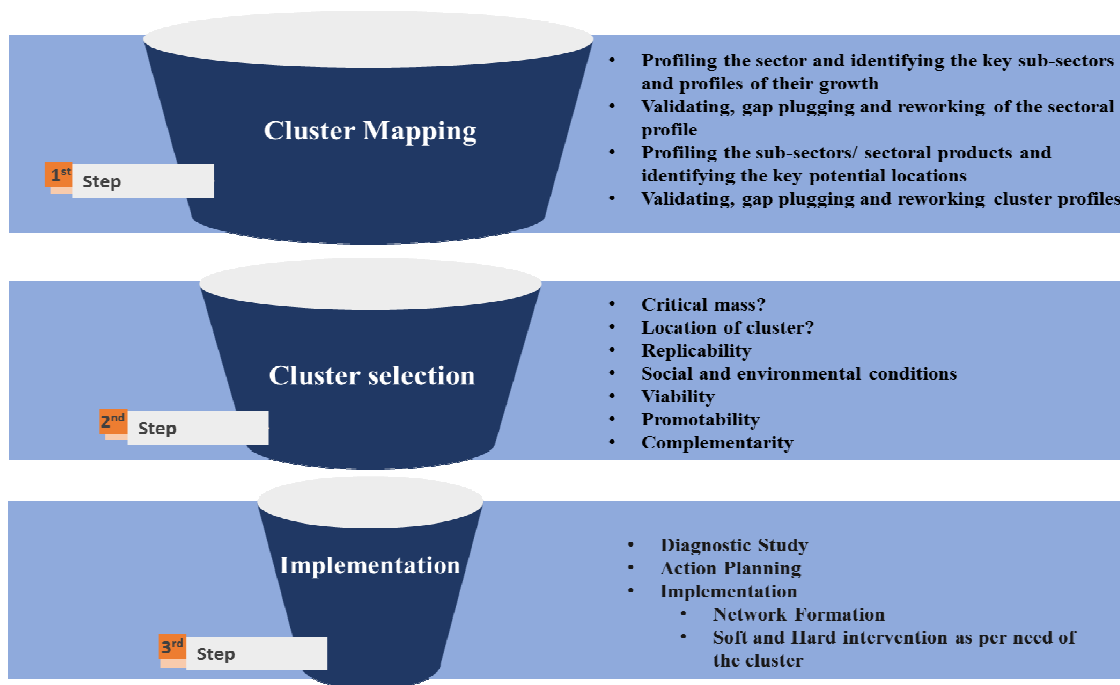 Cluster Mapping
1st
Step
• Profiling the sector and identifying the key sub-sectors
and profiles of their growth
• Validating, gap plugging and reworking of the sectoral
profile
• Profiling the sub-sectors/ sectoral products and
identifying the key potential locations
• Validating, gap plugging and reworking cluster profiles
Cluster selection
2nd
Step
• Critical mass?
• Location of cluster?
• Replicability
• Social and environmental conditions
• Viability
• Promotability
• Complementarity
Implementation
3rd
Step
• Diagnostic Study
• Action Planning
• Implementation
• Network Formation
• Soft and Hard intervention as per need of
the cluster